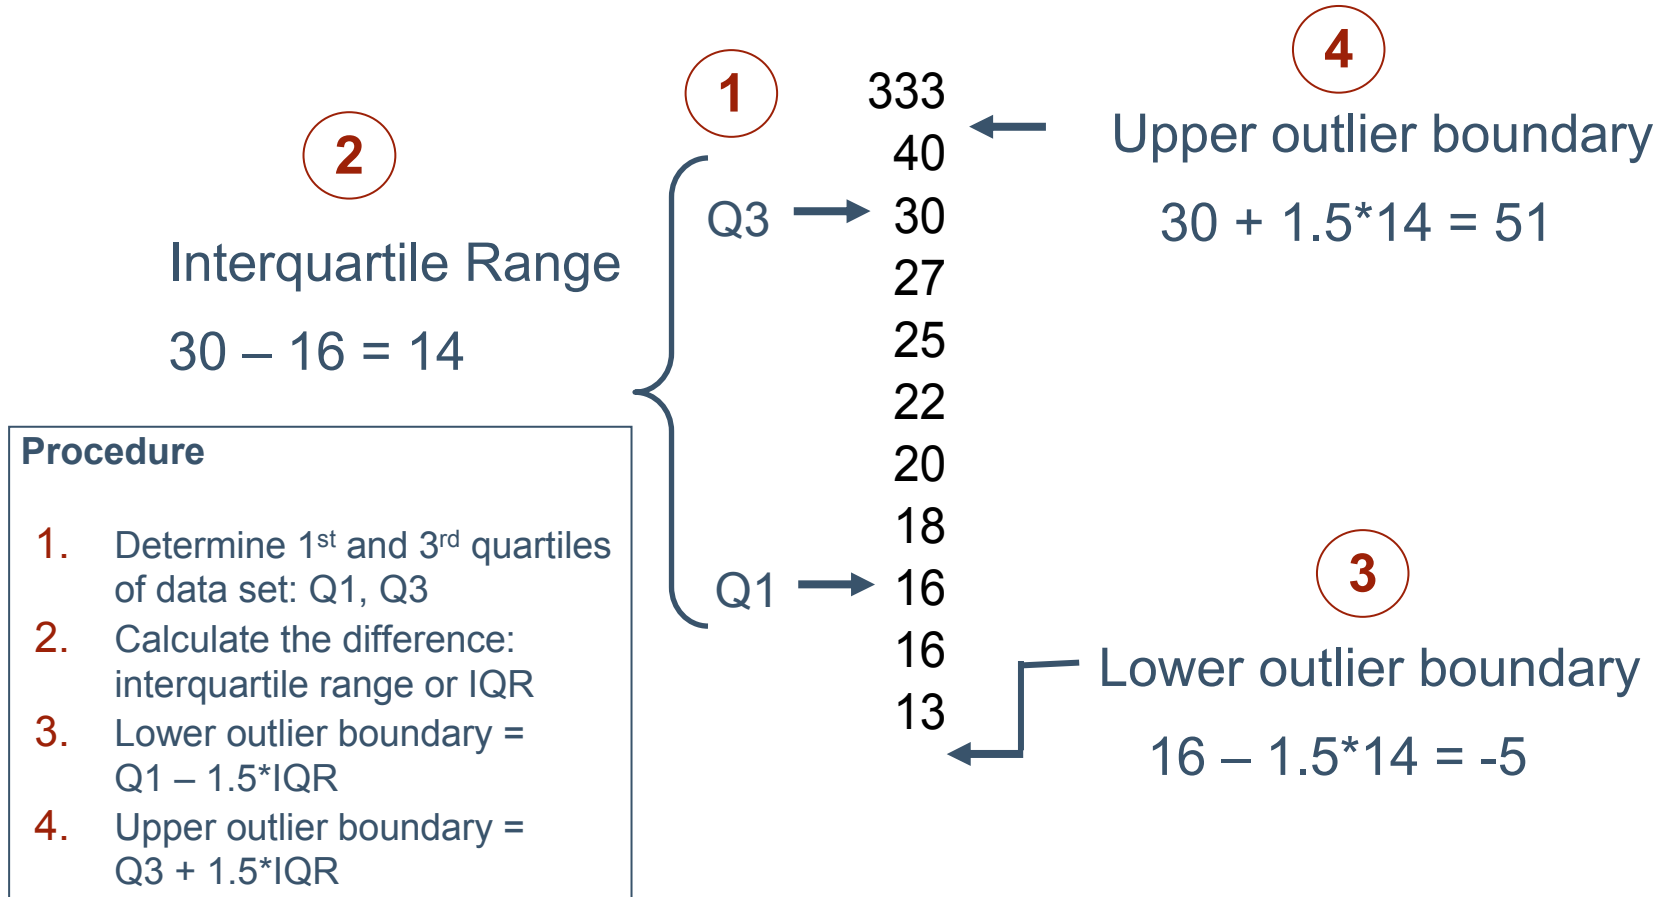 2
Interquartile Range
30 – 16 = 14
Procedure
1. Determine 1st and 3rd quartiles
of data set: Q1, Q3
2. Calculate the difference:
interquartile range or IQR
3. Lower outlier boundary =
Q1 – 1.5*IQR
4. Upper outlier boundary =
Q3 + 1.5*IQR
1
333
40
Q3 30
27
25
22
20
18
Q1 16
16
13
4
Upper outlier boundary
30 + 1.5*14 = 51
3
Lower outlier boundary
16 – 1.5*14 = -5